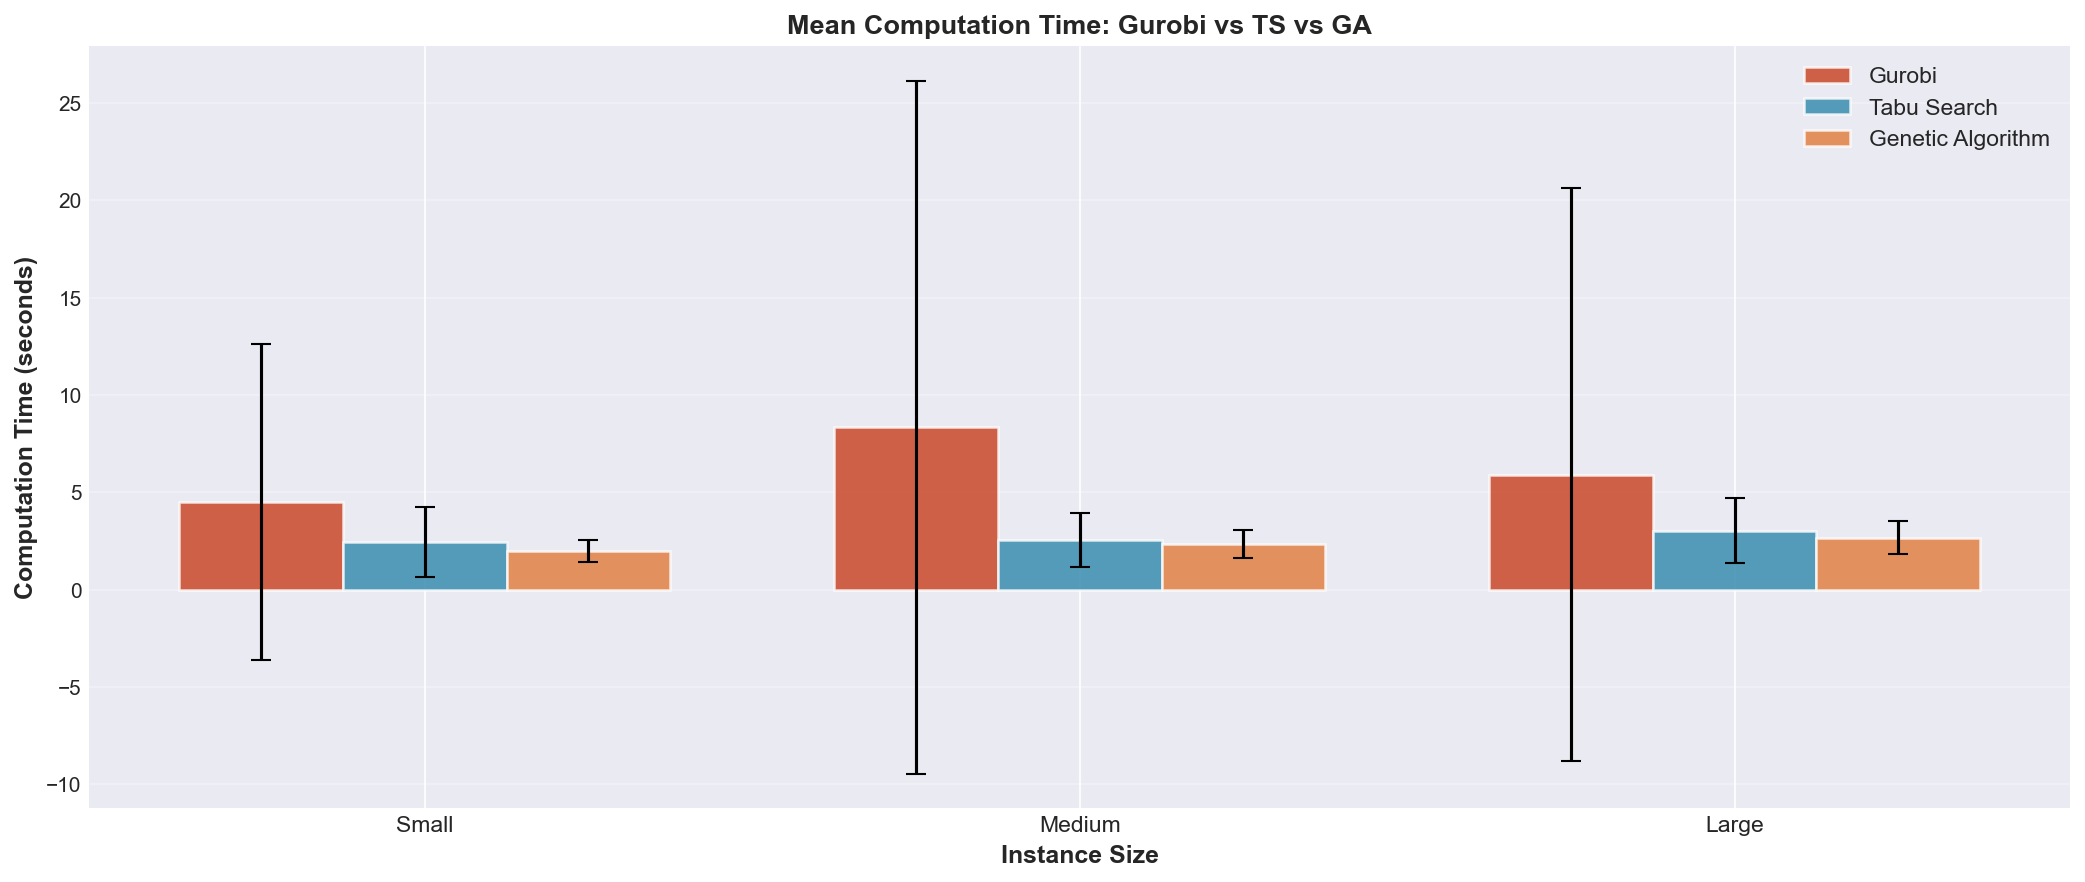 Mean Computation Time: Gurobi vs TS vs GA
Gurobi
Tabu Search
Genetic Algorithm
Computation Time (seconds)
25
20
15
10
5
0
−5
−10
Small
Medium
Large
Instance Size